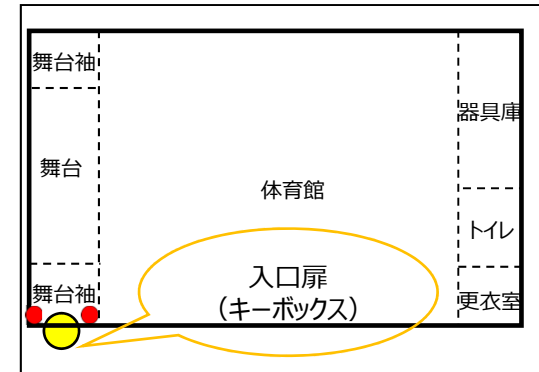 舞台袖
器具庫
舞台
体育館
トイレ
入口扉
（キーボックス）
舞台袖
更衣室